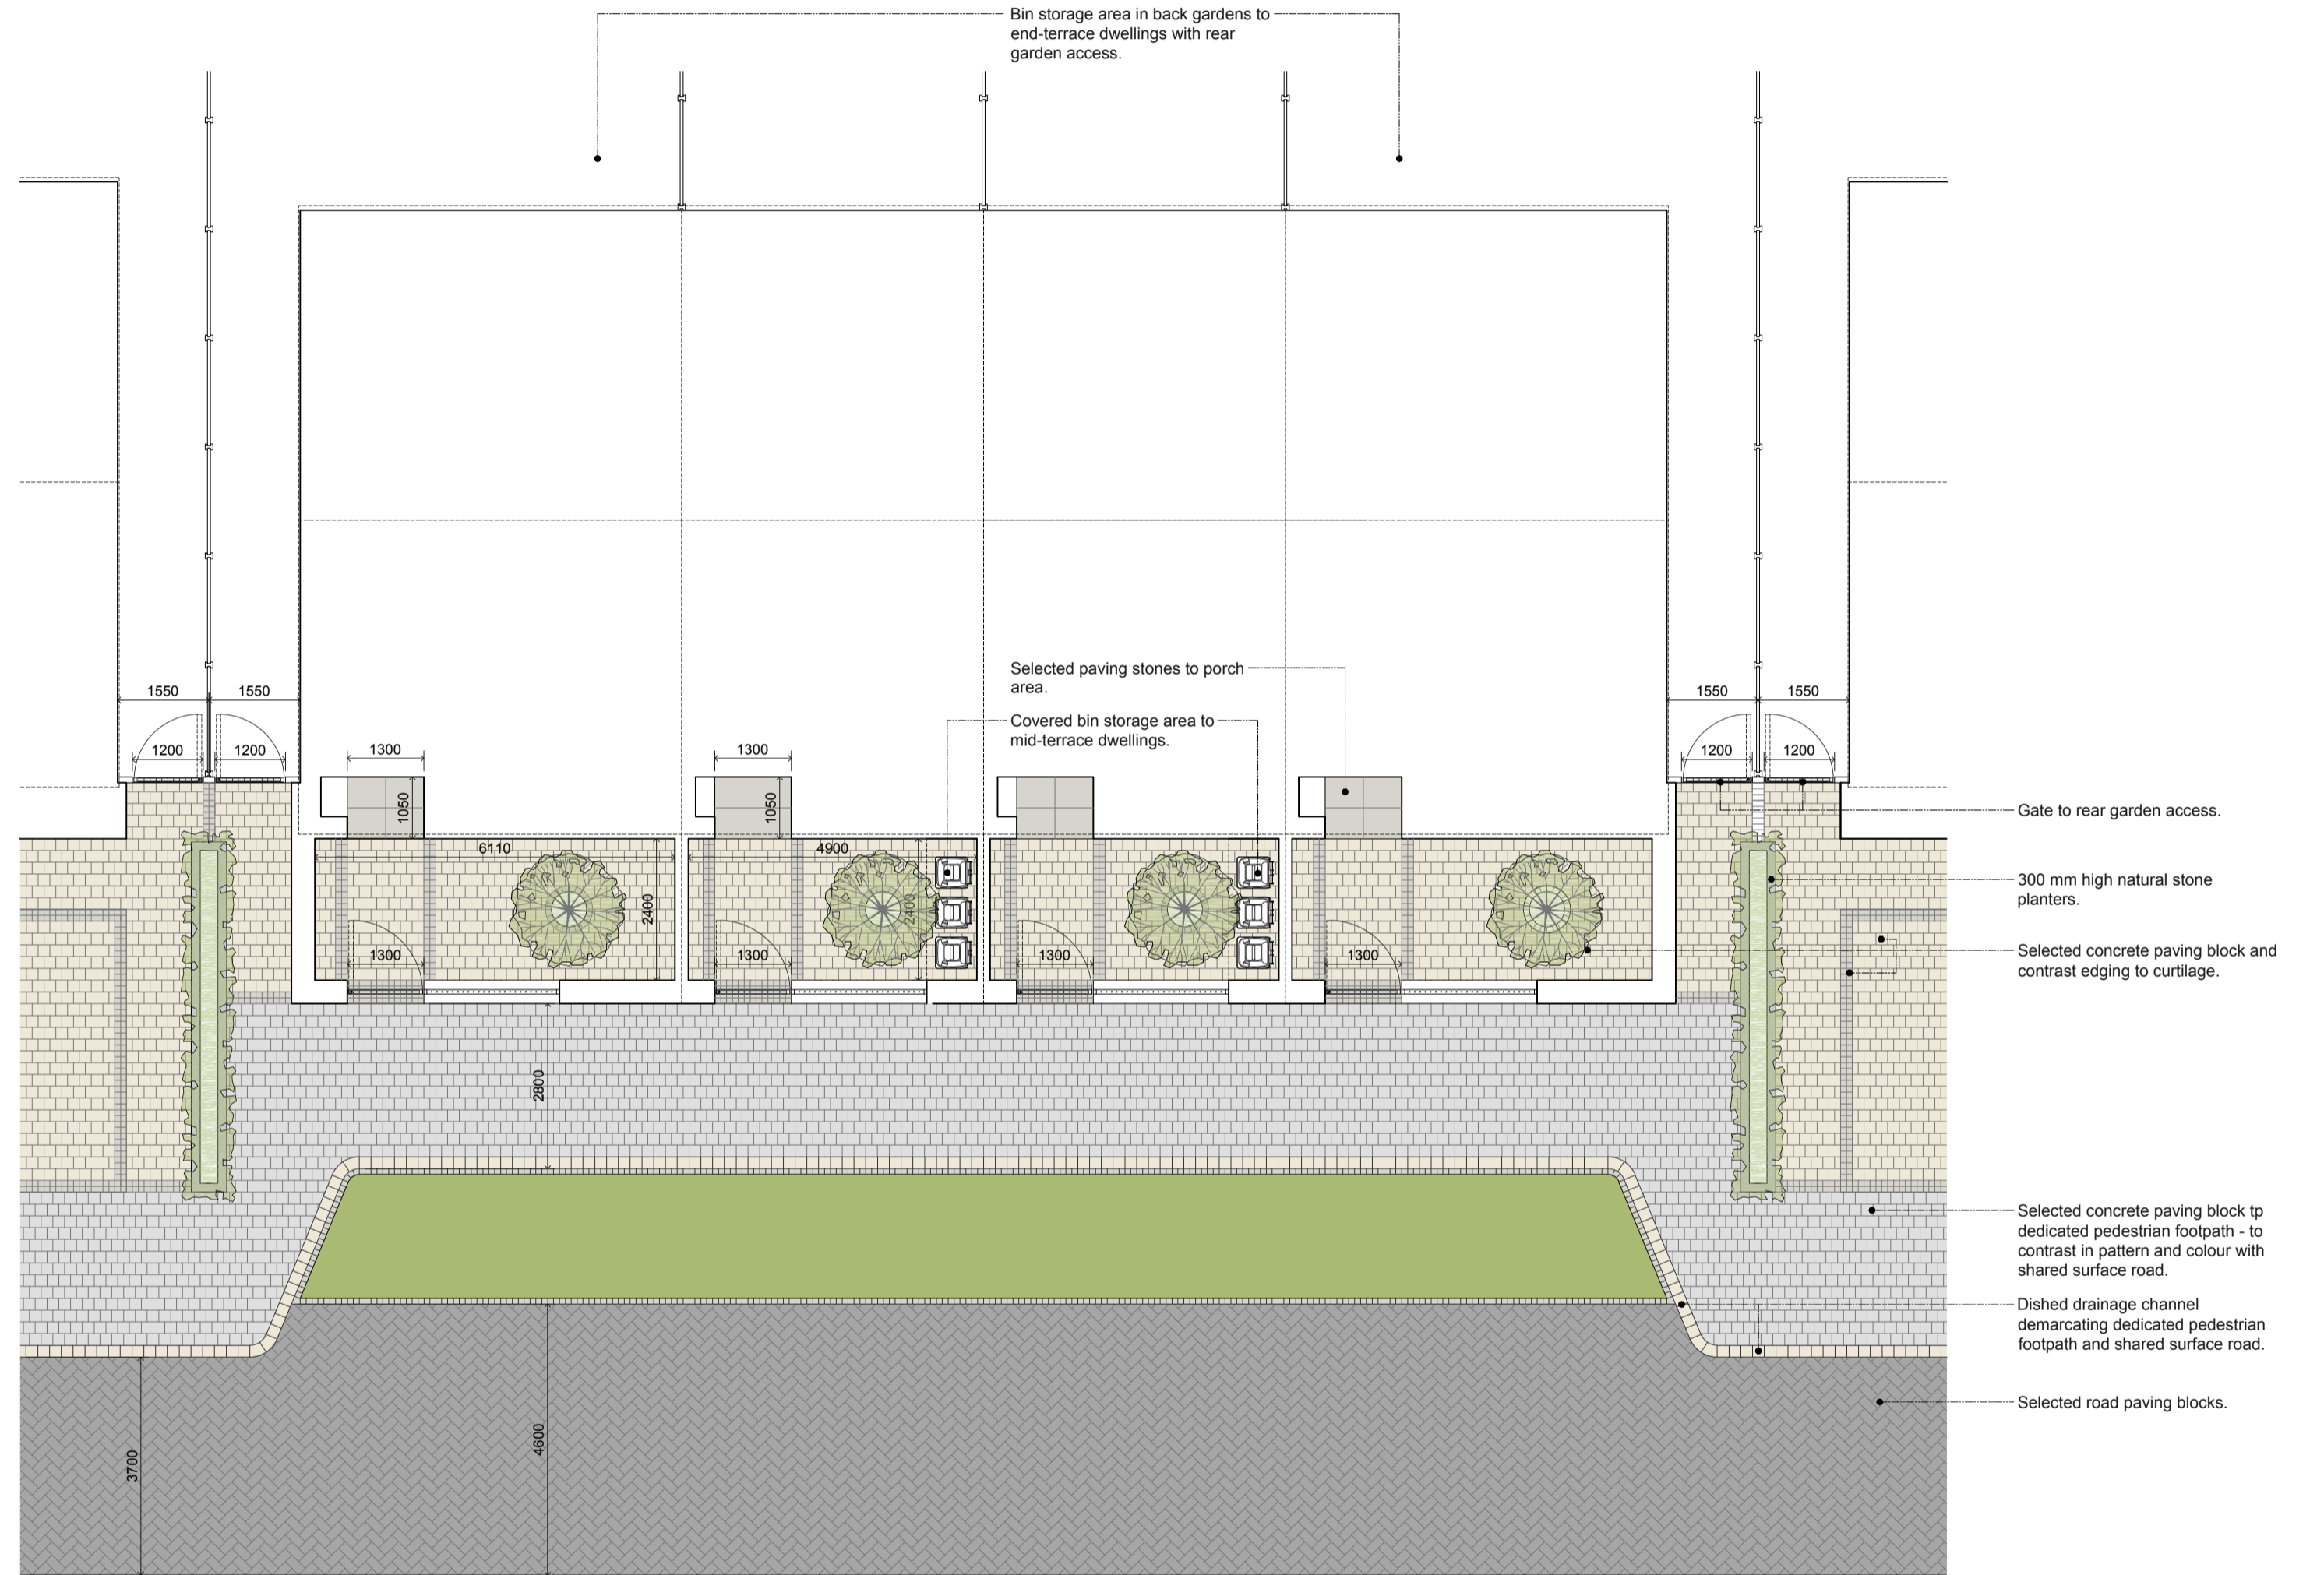 Bin storage area in back gardens to
end-terrace dwellings with rear
garden access.
Selected paving stones to porch
area.
1550
1550
1550
1550
Covered bin storage area to
mid-terrace dwellings.
1200
1200
1300
1300
1200
1200
1050
1050
Gate to rear garden access.
6110
4900
300 mm high natural stone
planters.
2400
2400
1300
1300
1300
1300
Selected concrete paving block and
contrast edging to curtilage.
2800
Selected concrete paving block tp
dedicated pedestrian footpath - to
contrast in pattern and colour with
shared surface road.
Dished drainage channel
demarcating dedicated pedestrian
footpath and shared surface road.
Selected road paving blocks.
3700
4600